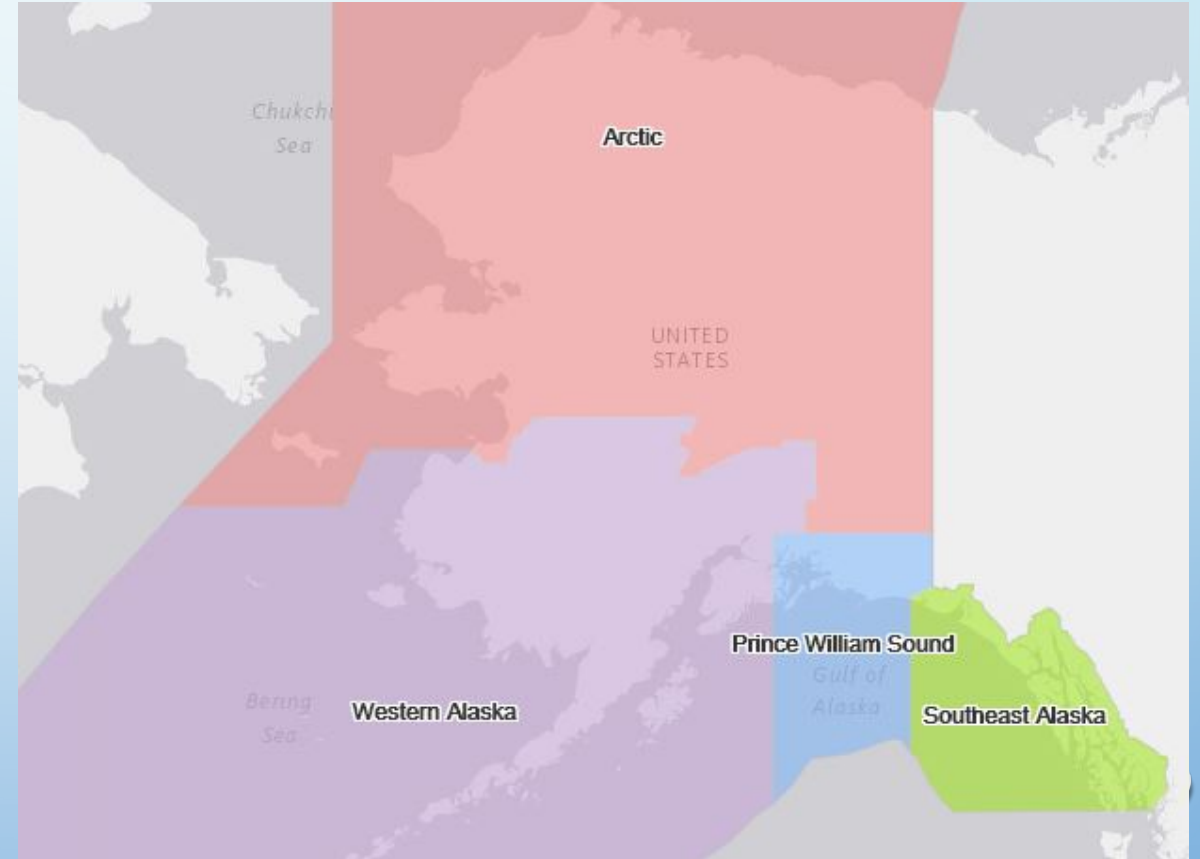 Chukchi
Sea
Arctic
UNITED
STATES
Prince William Sound
Gulf of
Alaska
Bering
Sea
Western Alaska
Southeast Alaska